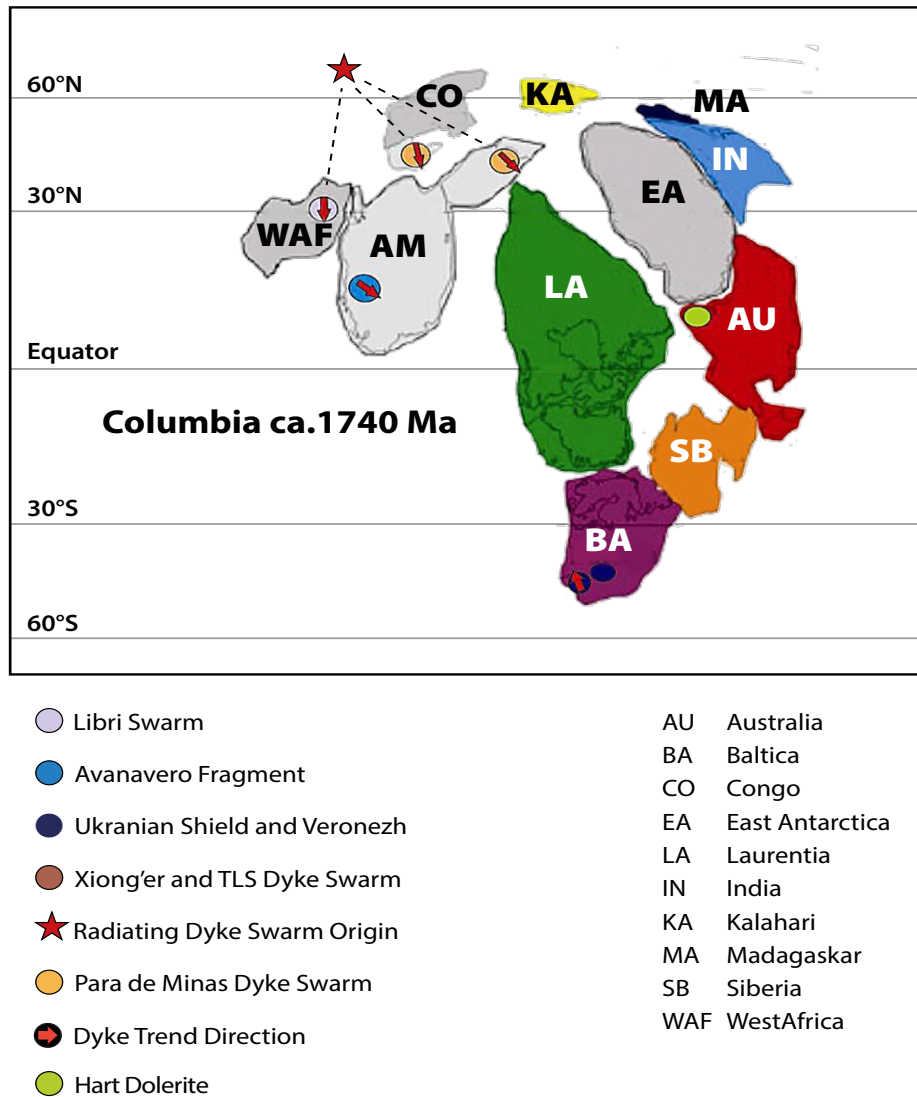 60°N
CO
KA
MA
IN
30°N
WAF
AM
EA
LA
AU
Equator
Columbia ca.1740 Ma
SB
30°S
BA
60°S
Libri Swarm
Avanavero Fragment
Ukranian Shield and Veronezh
Xiong'er and TLS Dyke Swarm
Radiating Dyke Swarm Origin
Para de Minas Dyke Swarm
Dyke Trend Direction
Hart Dolerite
AU Australia
BA Baltica
CO Congo
EA East Antarctica
LA Laurentia
IN India
KA Kalahari
MA Madagaskar
SB Siberia
WAF WestAfrica